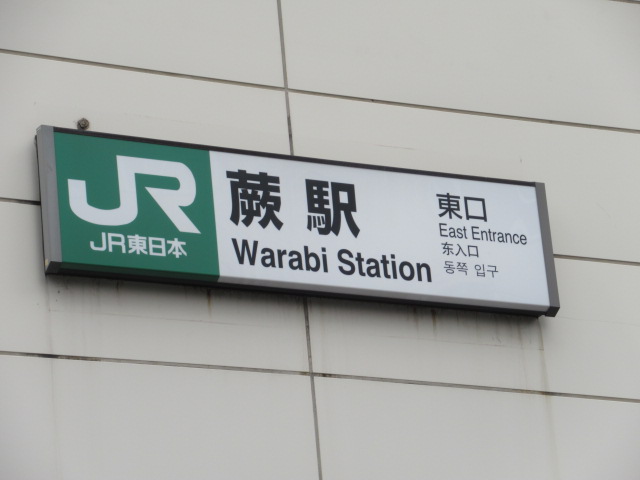 JR
JR東日本
蕨駅
Warabi Station
東口
East Entrance
东入口
동쪽 입구